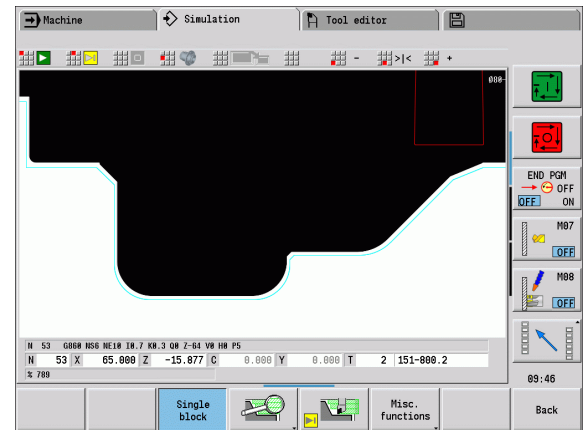 Machine Simulation Tool editor
- >|< +
Ø80-
END PGM
OFF
OFF ON
M07
OFF
M08
OFF
N 53 G860 NS6 NE10 I0.7 K0.3 Q0 Z-64 V0 H0 P5
N 53 X 65.000 Z -15.877 C 0.000 Y 0.000 T 2 151-800.2
% 789
09:46
Single block
Misc. functions
Back